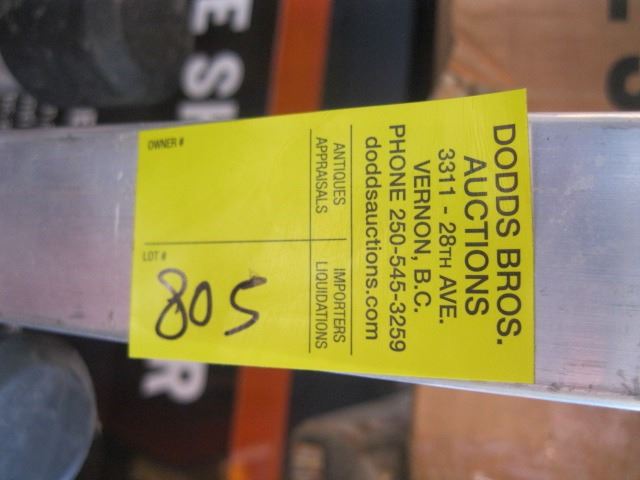 DODDS BROS.
AUCTIONS
3311 - 28TH AVE.
VERNON, B.C.
PHONE 250-545-3259
doddsauctions.com
ANTIQUES IMPORTERS
APPRAISALS LIQUIDATIONS
OWNER # LOT #
805
E S
R